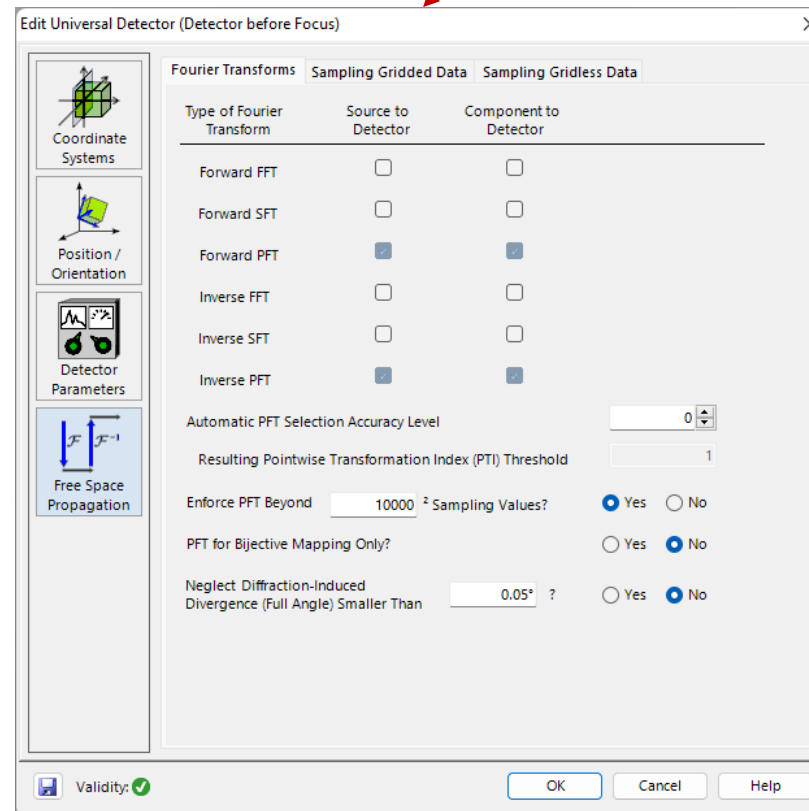 Edit Universal Detector (Detector before Focus)
Coordinate
Systems
Position /
Orientation
Detector
Parameters
F F⁻¹
Free Space
Propagation
Fourier Transforms Sampling Gridded Data Sampling Gridless Data
Type of Fourier
Transform
Source to
Detector
Component to
Detector
Forward FFT
Forward SFT
Forward PFT
Inverse FFT
Inverse SFT
Inverse PFT
Automatic PFT Selection Accuracy Level 0
Resulting Pointwise Transformation Index (PTI) Threshold 1
Enforce PFT Beyond 10000 ² Sampling Values? Yes No
PFT for Bijective Mapping Only? Yes No
Neglect Diffraction-Induced
Divergence (Full Angle) Smaller Than 0.05° ? Yes No
Validity: OK Cancel Help